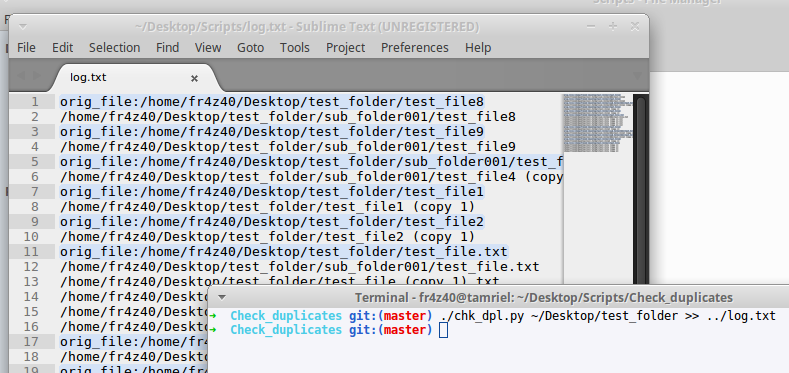 Scripts - File Manager
~/Desktop/Scripts/log.txt - Sublime Text (UNREGISTERED)
File Edit Selection Find View Goto Tools Project Preferences Help
log.txt
1 orig_file:/home/fr4z40/Desktop/test_folder/test_file8
2 /home/fr4z40/Desktop/test_folder/sub_folder001/test_file8
3 orig_file:/home/fr4z40/Desktop/test_folder/test_file9
4 /home/fr4z40/Desktop/test_folder/sub_folder001/test_file9
5 orig_file:/home/fr4z40/Desktop/test_folder/sub_folder001/test_f
6 /home/fr4z40/Desktop/test_folder/sub_folder001/test_file4 (copy
7 orig_file:/home/fr4z40/Desktop/test_folder/test_file1
8 /home/fr4z40/Desktop/test_folder/test_file1 (copy 1)
9 orig_file:/home/fr4z40/Desktop/test_folder/test_file2
10 /home/fr4z40/Desktop/test_folder/test_file2 (copy 1)
11 orig_file:/home/fr4z40/Desktop/test_folder/test_file.txt
12 /home/fr4z40/Desktop/test_folder/sub_folder001/test_file.txt
13 /home/fr4z40/Desktop/test_folder/test_file (copy 1).txt
14 /home/fr4z40/Deskto
15 /home/fr4z40/Deskto
16 /home/fr4z40/Deskto
17 orig_file:/home/fr4
18 /home/fr4z40/Deskto
19 orig_file:/home/fr4
Terminal - fr4z40@tamriel: ~/Desktop/Scripts/Check_duplicates
➜ Check_duplicates git:(master) ./chk_dpl.py ~/Desktop/test_folder >> ../log.txt
➜ Check_duplicates git:(master)